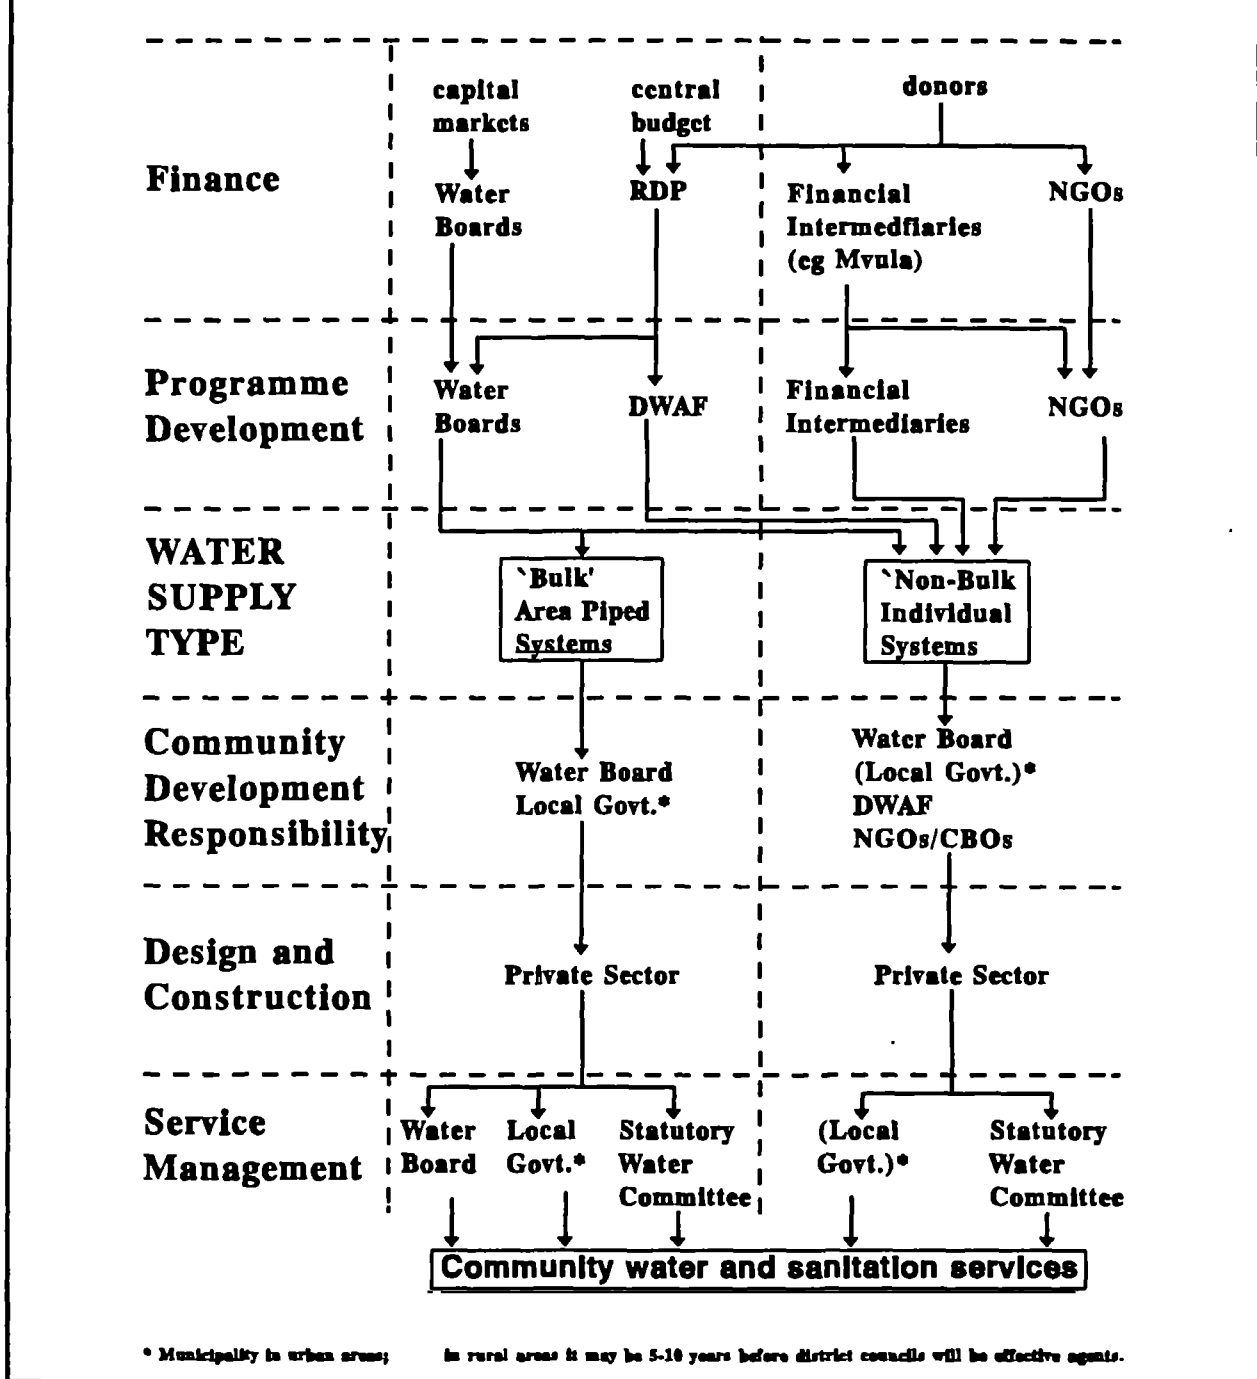 capital
markets
central
budget
donors
Finance
Water
Boards
RDP
Financial
Intermedflaries
(eg Mvula)
NGOs
Programme
Development
Water
Boards
DWAF
Financial
Intermediaries
NGOs
WATER
SUPPLY
TYPE
`Bulk'
Area Piped
Systems
`Non-Bulk
Individual
Systems
Community
Development
Responsibility
Water Board
Local Govt.*
Water Board
(Local Govt.)*
DWAF
NGOs/CBOs
Design and
Construction
Private Sector
Private Sector
Service
Management
Water
Board
Local
Govt.*
Statutory
Water
Committee
(Local
Govt.)*
Statutory
Water
Committee
Community water and sanitation services
* Municipality in urban areas; in rural areas it may be 5-10 years before district councils will be effective agents.